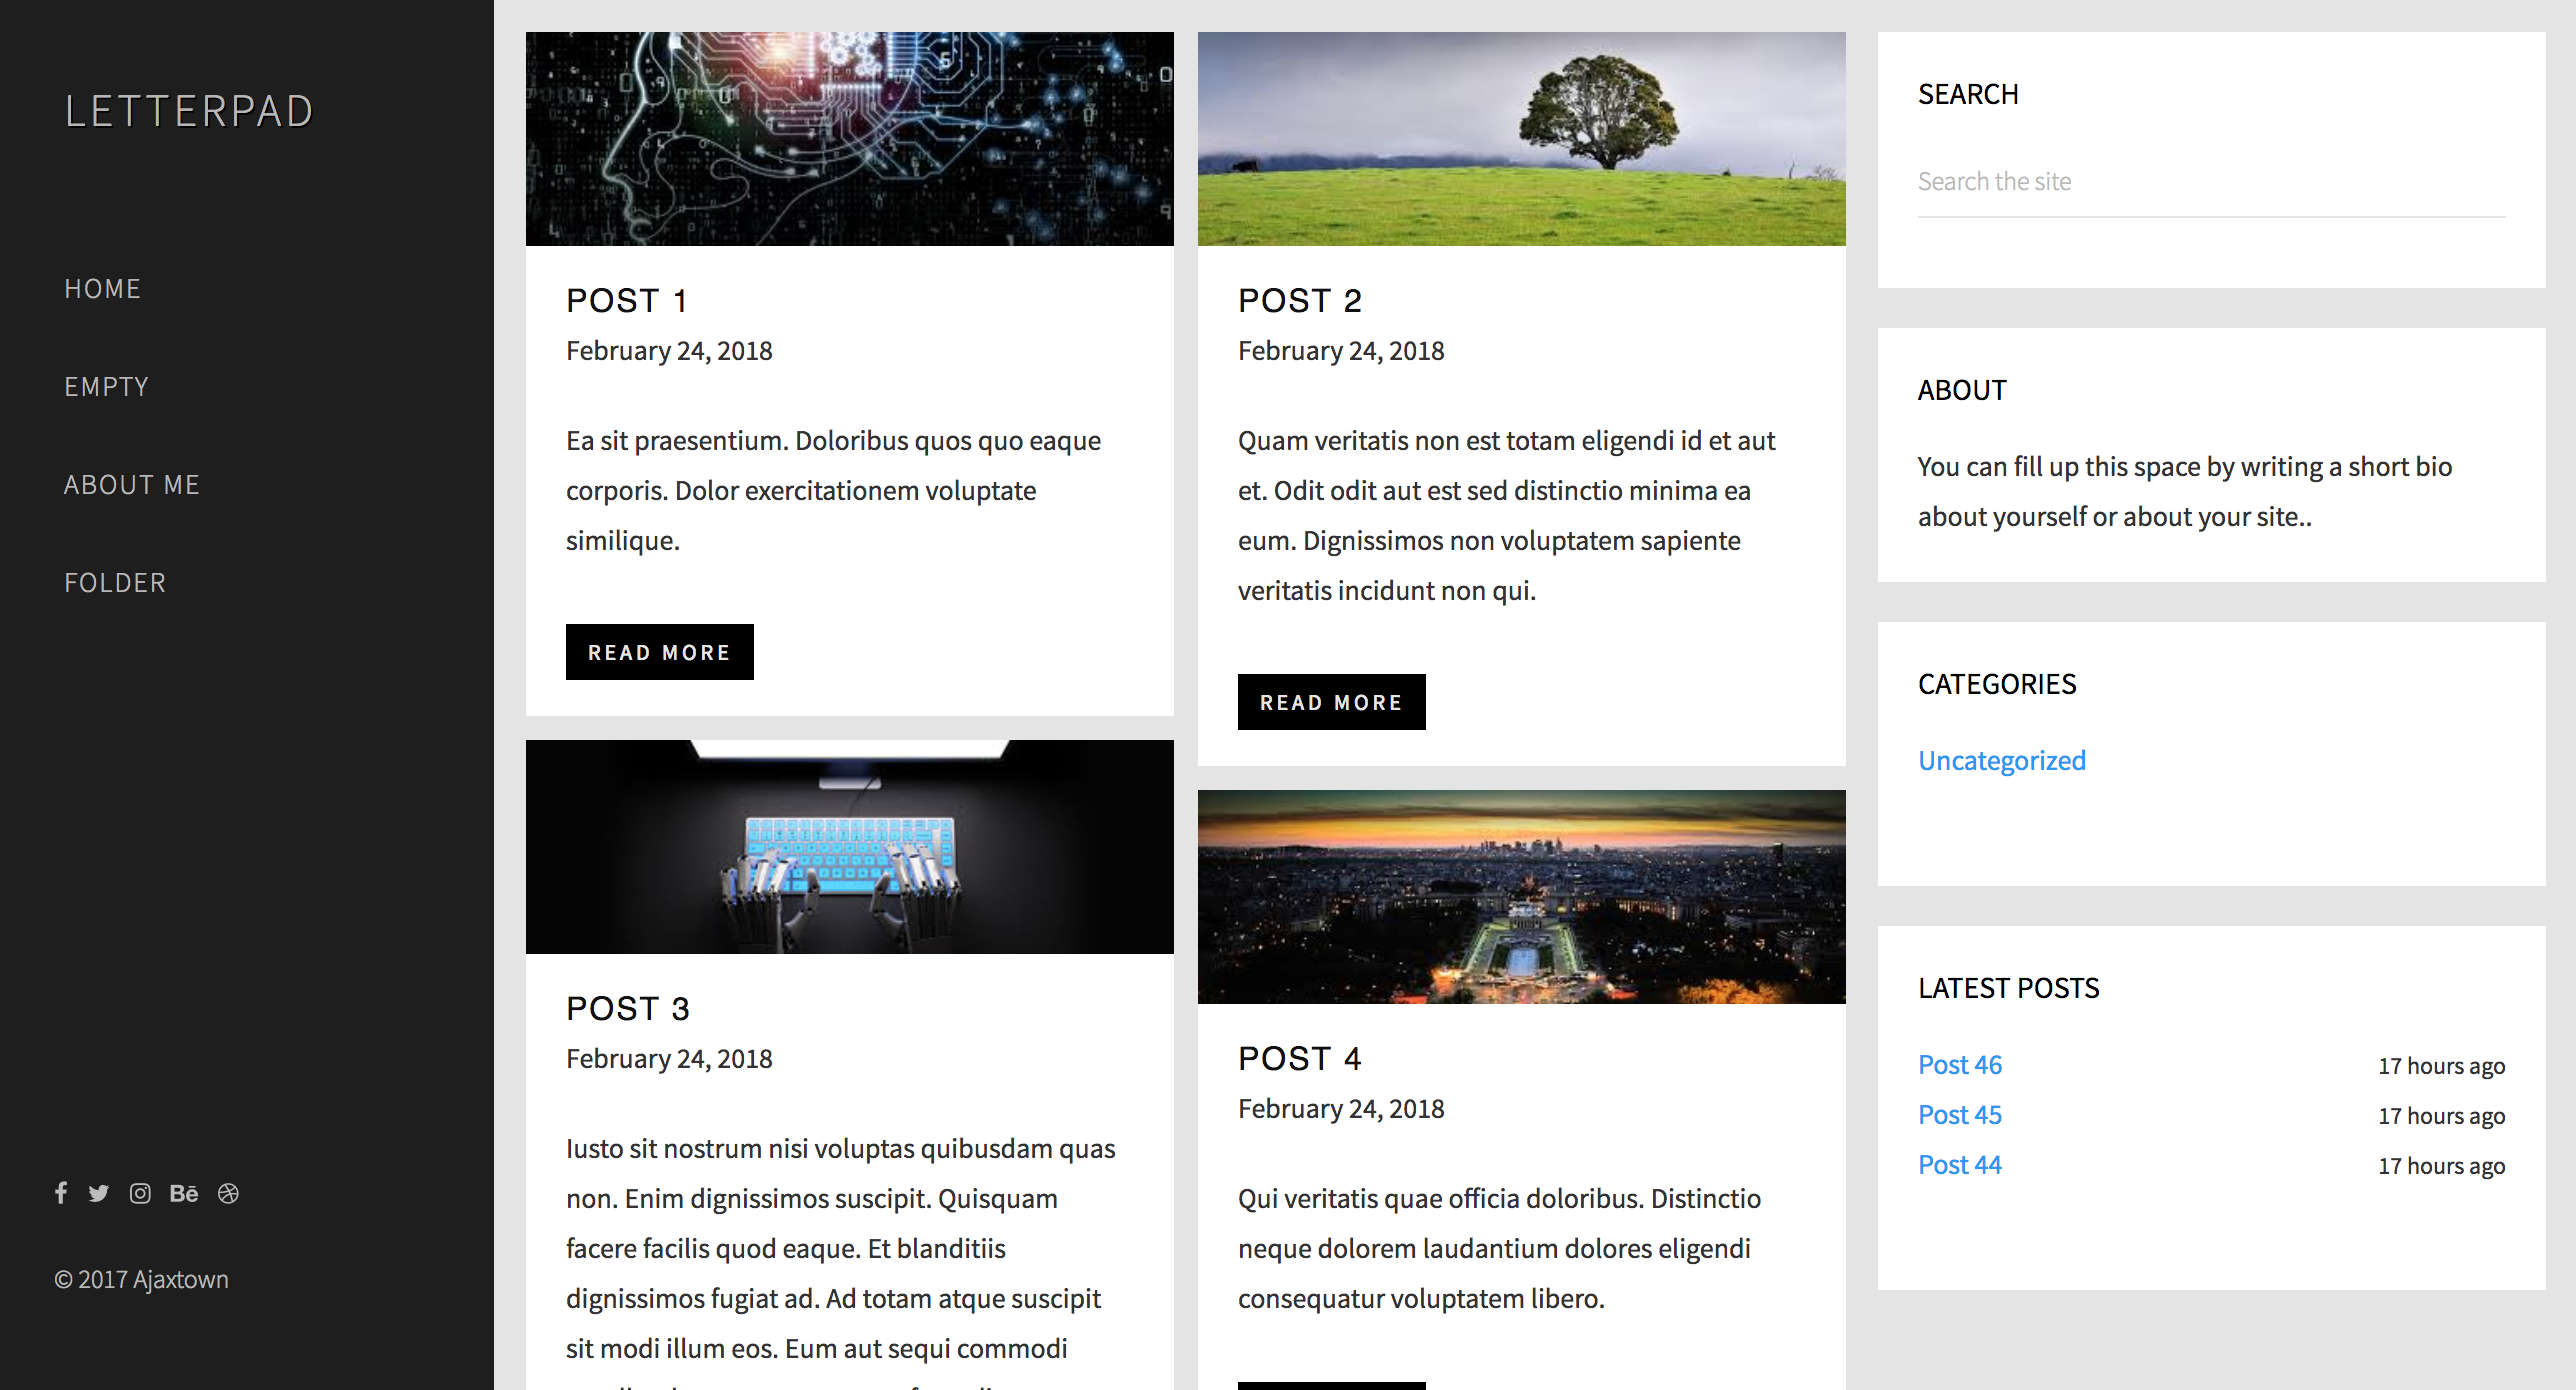 LETTERPAD
HOME
EMPTY
ABOUT ME
FOLDER
Bē
© 2017 Ajaxtown
POST 1
February 24, 2018
Ea sit praesentium. Doloribus quos quo eaque
corporis. Dolor exercitationem voluptate
similique.
READ MORE
POST 3
February 24, 2018
Iusto sit nostrum nisi voluptas quibusdam quas
non. Enim dignissimos suscipit. Quisquam
facere facilis quod eaque. Et blanditiis
dignissimos fugiat ad. Ad totam atque suscipit
sit modi illum eos. Eum aut sequi commodi
POST 2
February 24, 2018
Quam veritatis non est totam eligendi id et aut
et. Odit odit aut est sed distinctio minima ea
eum. Dignissimos non voluptatem sapiente
veritatis incidunt non qui.
READ MORE
POST 4
February 24, 2018
Qui veritatis quae officia doloribus. Distinctio
neque dolorem laudantium dolores eligendi
consequatur voluptatem libero.
SEARCH
Search the site
ABOUT
You can fill up this space by writing a short bio
about yourself or about your site..
CATEGORIES
Uncategorized
LATEST POSTS
Post 46 17 hours ago
Post 45 17 hours ago
Post 44 17 hours ago